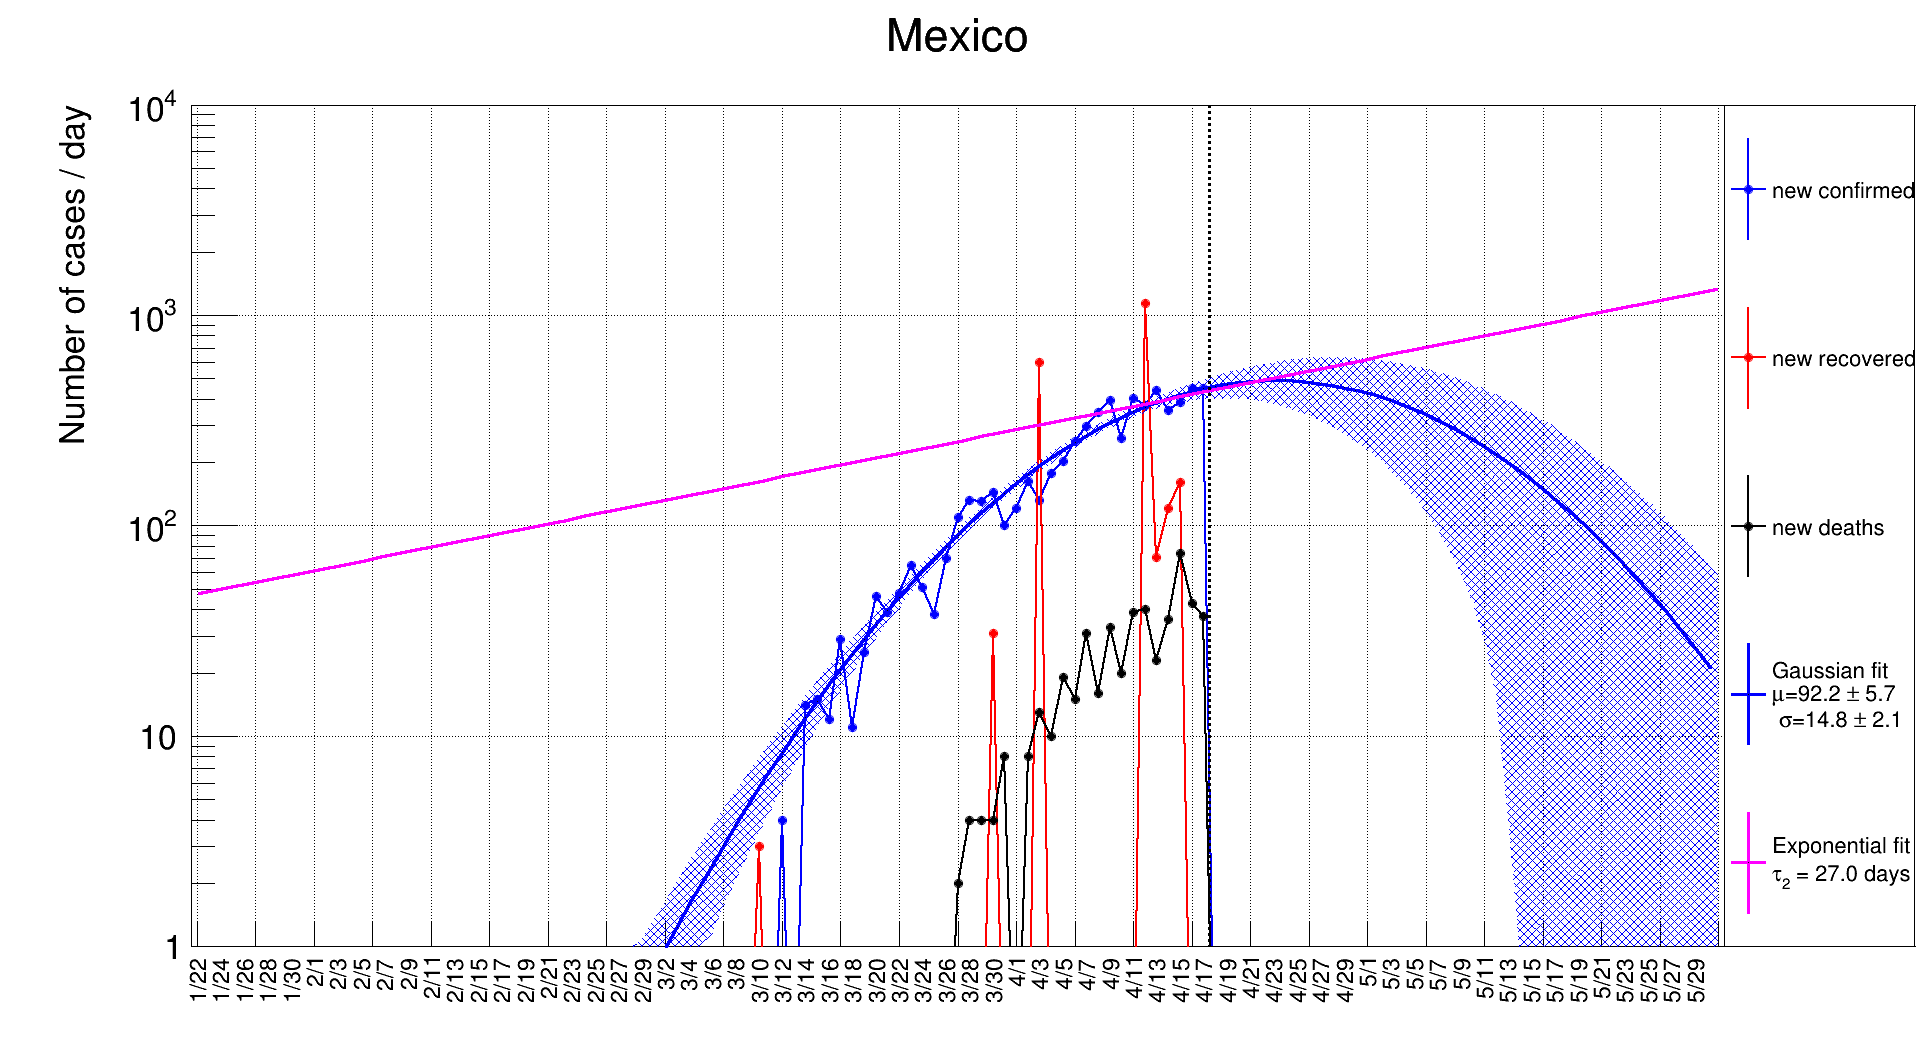 Mexico
Number of cases / day
10⁴
10³
10²
10
1
1/22 1/24 1/26 1/28 1/30 2/1 2/3 2/5 2/7 2/9 2/11 2/13 2/15 2/17 2/19 2/21 2/23 2/25 2/27 2/29 3/2 3/4 3/6 3/8 3/10 3/12 3/14 3/16 3/18 3/20 3/22 3/24 3/26 3/28 3/30 4/1 4/3 4/5 4/7 4/9 4/11 4/13 4/15 4/17 4/19 4/21 4/23 4/25 4/27 4/29 5/1 5/3 5/5 5/7 5/9 5/11 5/13 5/15 5/17 5/19 5/21 5/23 5/25 5/27 5/29
new confirmed
new recovered
new deaths
Gaussian fit
μ=92.2 ± 5.7
σ=14.8 ± 2.1
Exponential fit
τ₂ = 27.0 days